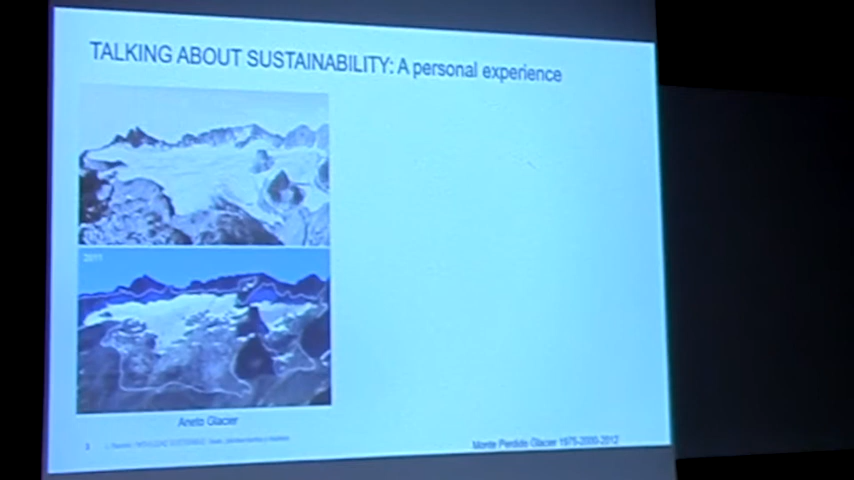 TALKING ABOUT SUSTAINABILITY: A personal experience
2011
Aneto Glacier
Monte Perdido Glacier 1975-2000-2012